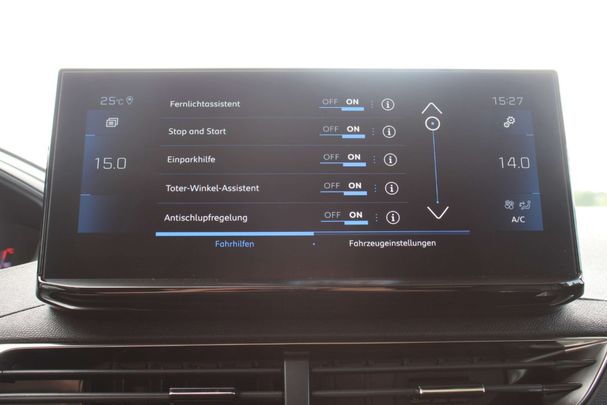 25°C 15:27
Fernlichtassistent OFF ON
Stop and Start OFF ON
15.0 Einparkhilfe OFF ON 14.0
Toter-Winkel-Assistent OFF ON
Antischlupfregelung OFF ON A/C
Fahrhilfen Fahrzeugeinstellungen